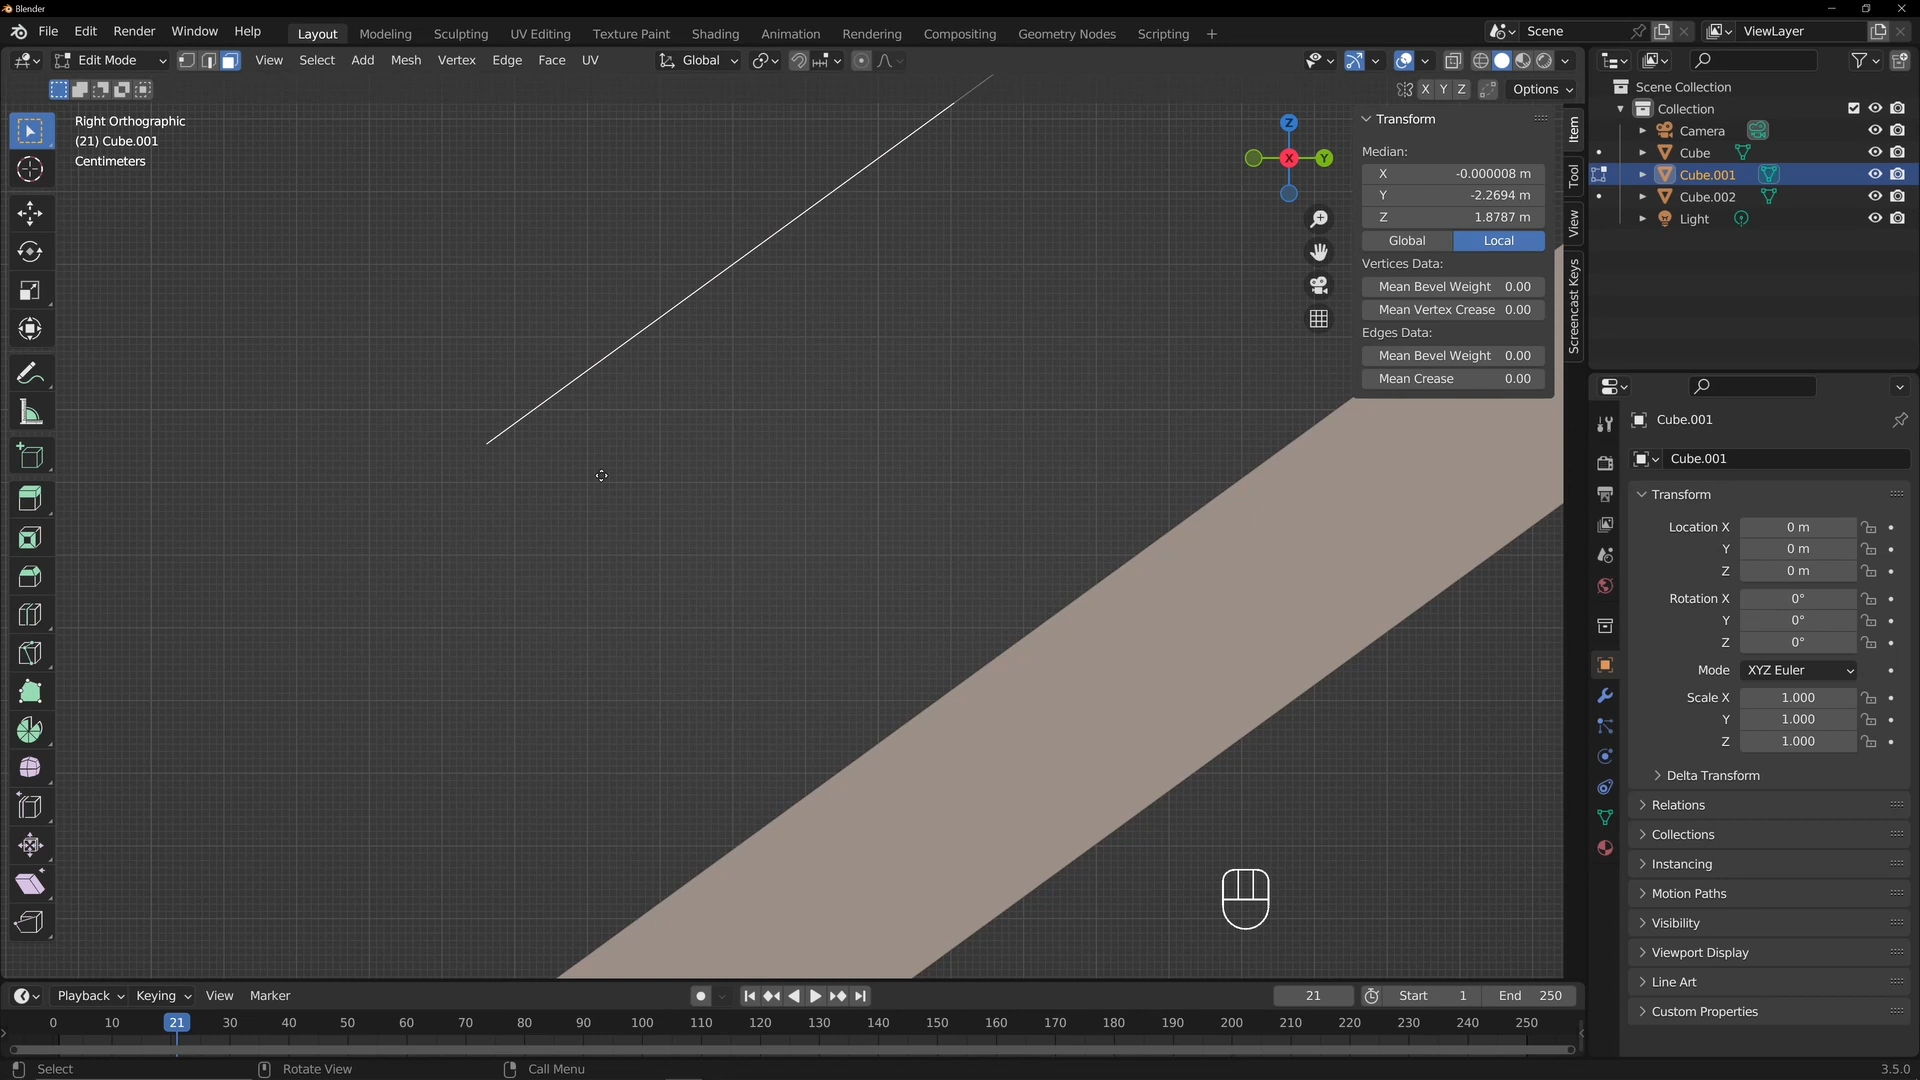 Blender
File Edit Render Window Help
Layout Modeling Sculpting UV Editing Texture Paint Shading Animation Rendering Compositing Geometry Nodes Scripting +
Scene
ViewLayer
Edit Mode View Select Add Mesh Vertex Edge Face UV
Global
X Y Z Options
Right Orthographic
(21) Cube.001
Centimeters
Z
X
Y
Transform
Median:
X -0.000008 m
Y -2.2694 m
Z 1.8787 m
Global Local
Vertices Data:
Mean Bevel Weight 0.00
Mean Vertex Crease 0.00
Edges Data:
Mean Bevel Weight 0.00
Mean Crease 0.00
Item
Tool
View
Screencast Keys
Scene Collection
Collection
Camera
Cube
Cube.001
Cube.002
Light
Cube.001
Cube.001
Transform
Location X 0 m
Y 0 m
Z 0 m
Rotation X 0°
Y 0°
Z 0°
Mode XYZ Euler
Scale X 1.000
Y 1.000
Z 1.000
Delta Transform
Relations
Collections
Instancing
Motion Paths
Visibility
Viewport Display
Line Art
Custom Properties
Playback Keying View Marker
21 Start 1 End 250
0 10 21 30 40 50 60 70 80 90 100 110 120 130 140 150 160 170 180 190 200 210 220 230 240 250
Select Rotate View Call Menu
3.5.0